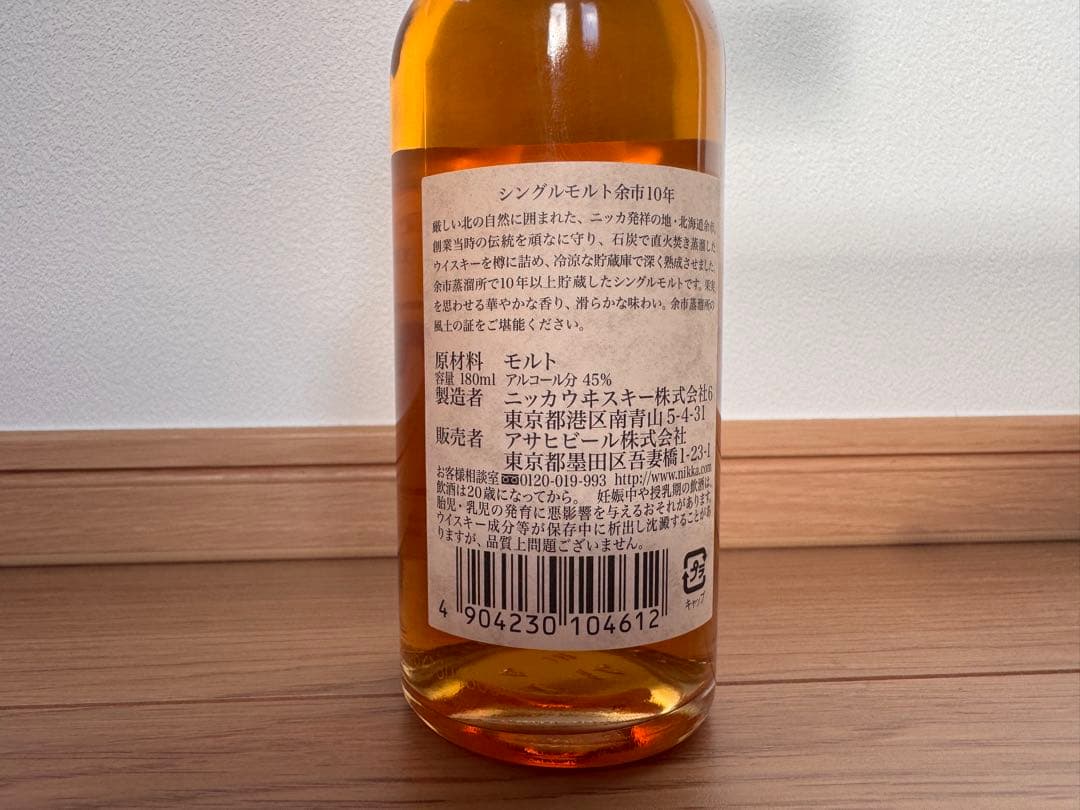 シングルモルト余市10年
厳しい北の自然に囲まれた、ニッカ発祥の地・北海道余市。
創業当時の伝統を頑なに守り、石炭で直火焚き蒸溜した
ウイスキーを樽に詰め、冷涼な貯蔵庫で深く熟成させました。
余市蒸溜所で10年以上貯蔵したシングルモルトです。果実
を思わせる華やかな香り、滑らかな味わい。余市蒸溜所の
風土の証をご堪能ください。
原材料 モルト
容量 180ml アルコール分 45%
製造者 ニッカウヰスキー株式会社6
東京都港区南青山5-4-31
販売者 アサヒビール株式会社
東京都墨田区吾妻橋1-23-1
お客様相談室 0120-019-993 http://www.nikka.com
飲酒は20歳になってから。 妊娠中や授乳期の飲酒は、
胎児・乳児の発育に悪影響を与えるおそれがあります。
ウイスキー成分等が保存中に析出し沈澱することがあ
りますが、品質上問題ございません。
プラ
キャップ
4 904230 104612